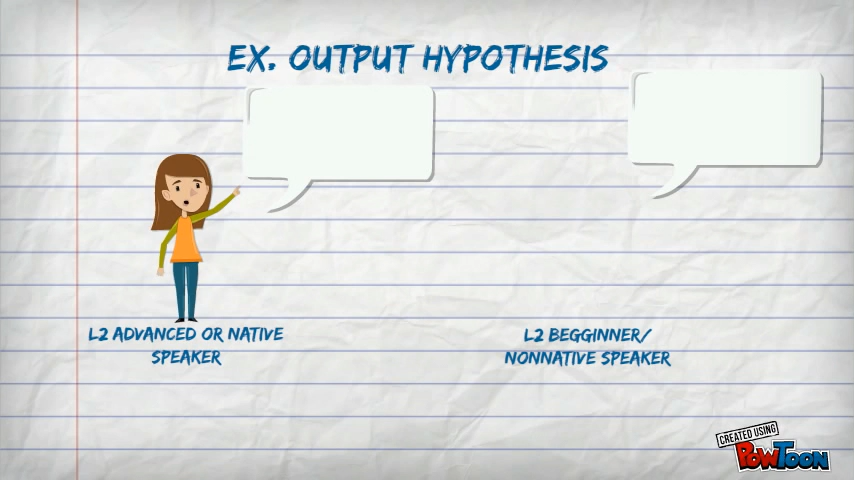 EX. OUTPUT HYPOTHESIS
L2 ADVANCED OR NATIVE
SPEAKER
L2 BEGGINNER/
NONNATIVE SPEAKER
CREATED USING
POWTOON